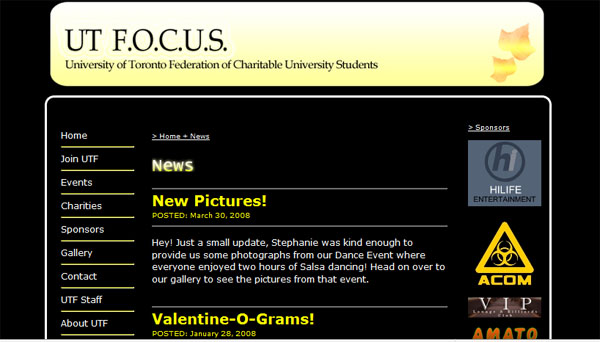 UT F.O.C.U.S.
University of Toronto Federation of Charitable University Students
Home
Join UTF
Events
Charities
Sponsors
Gallery
Contact
UTF Staff
About UTF
> Home + News
News
New Pictures!
POSTED: March 30, 2008
Hey! Just a small update, Stephanie was kind enough to
provide us some photographs from our Dance Event where
everyone enjoyed two hours of Salsa dancing! Head on over to
our gallery to see the pictures from that event.
Valentine-O-Grams!
POSTED: January 28, 2008
> Sponsors
hi
HILIFE
ENTERTAINMENT
ACOM
VIP
Lounge & Billiards
Club
AMATO